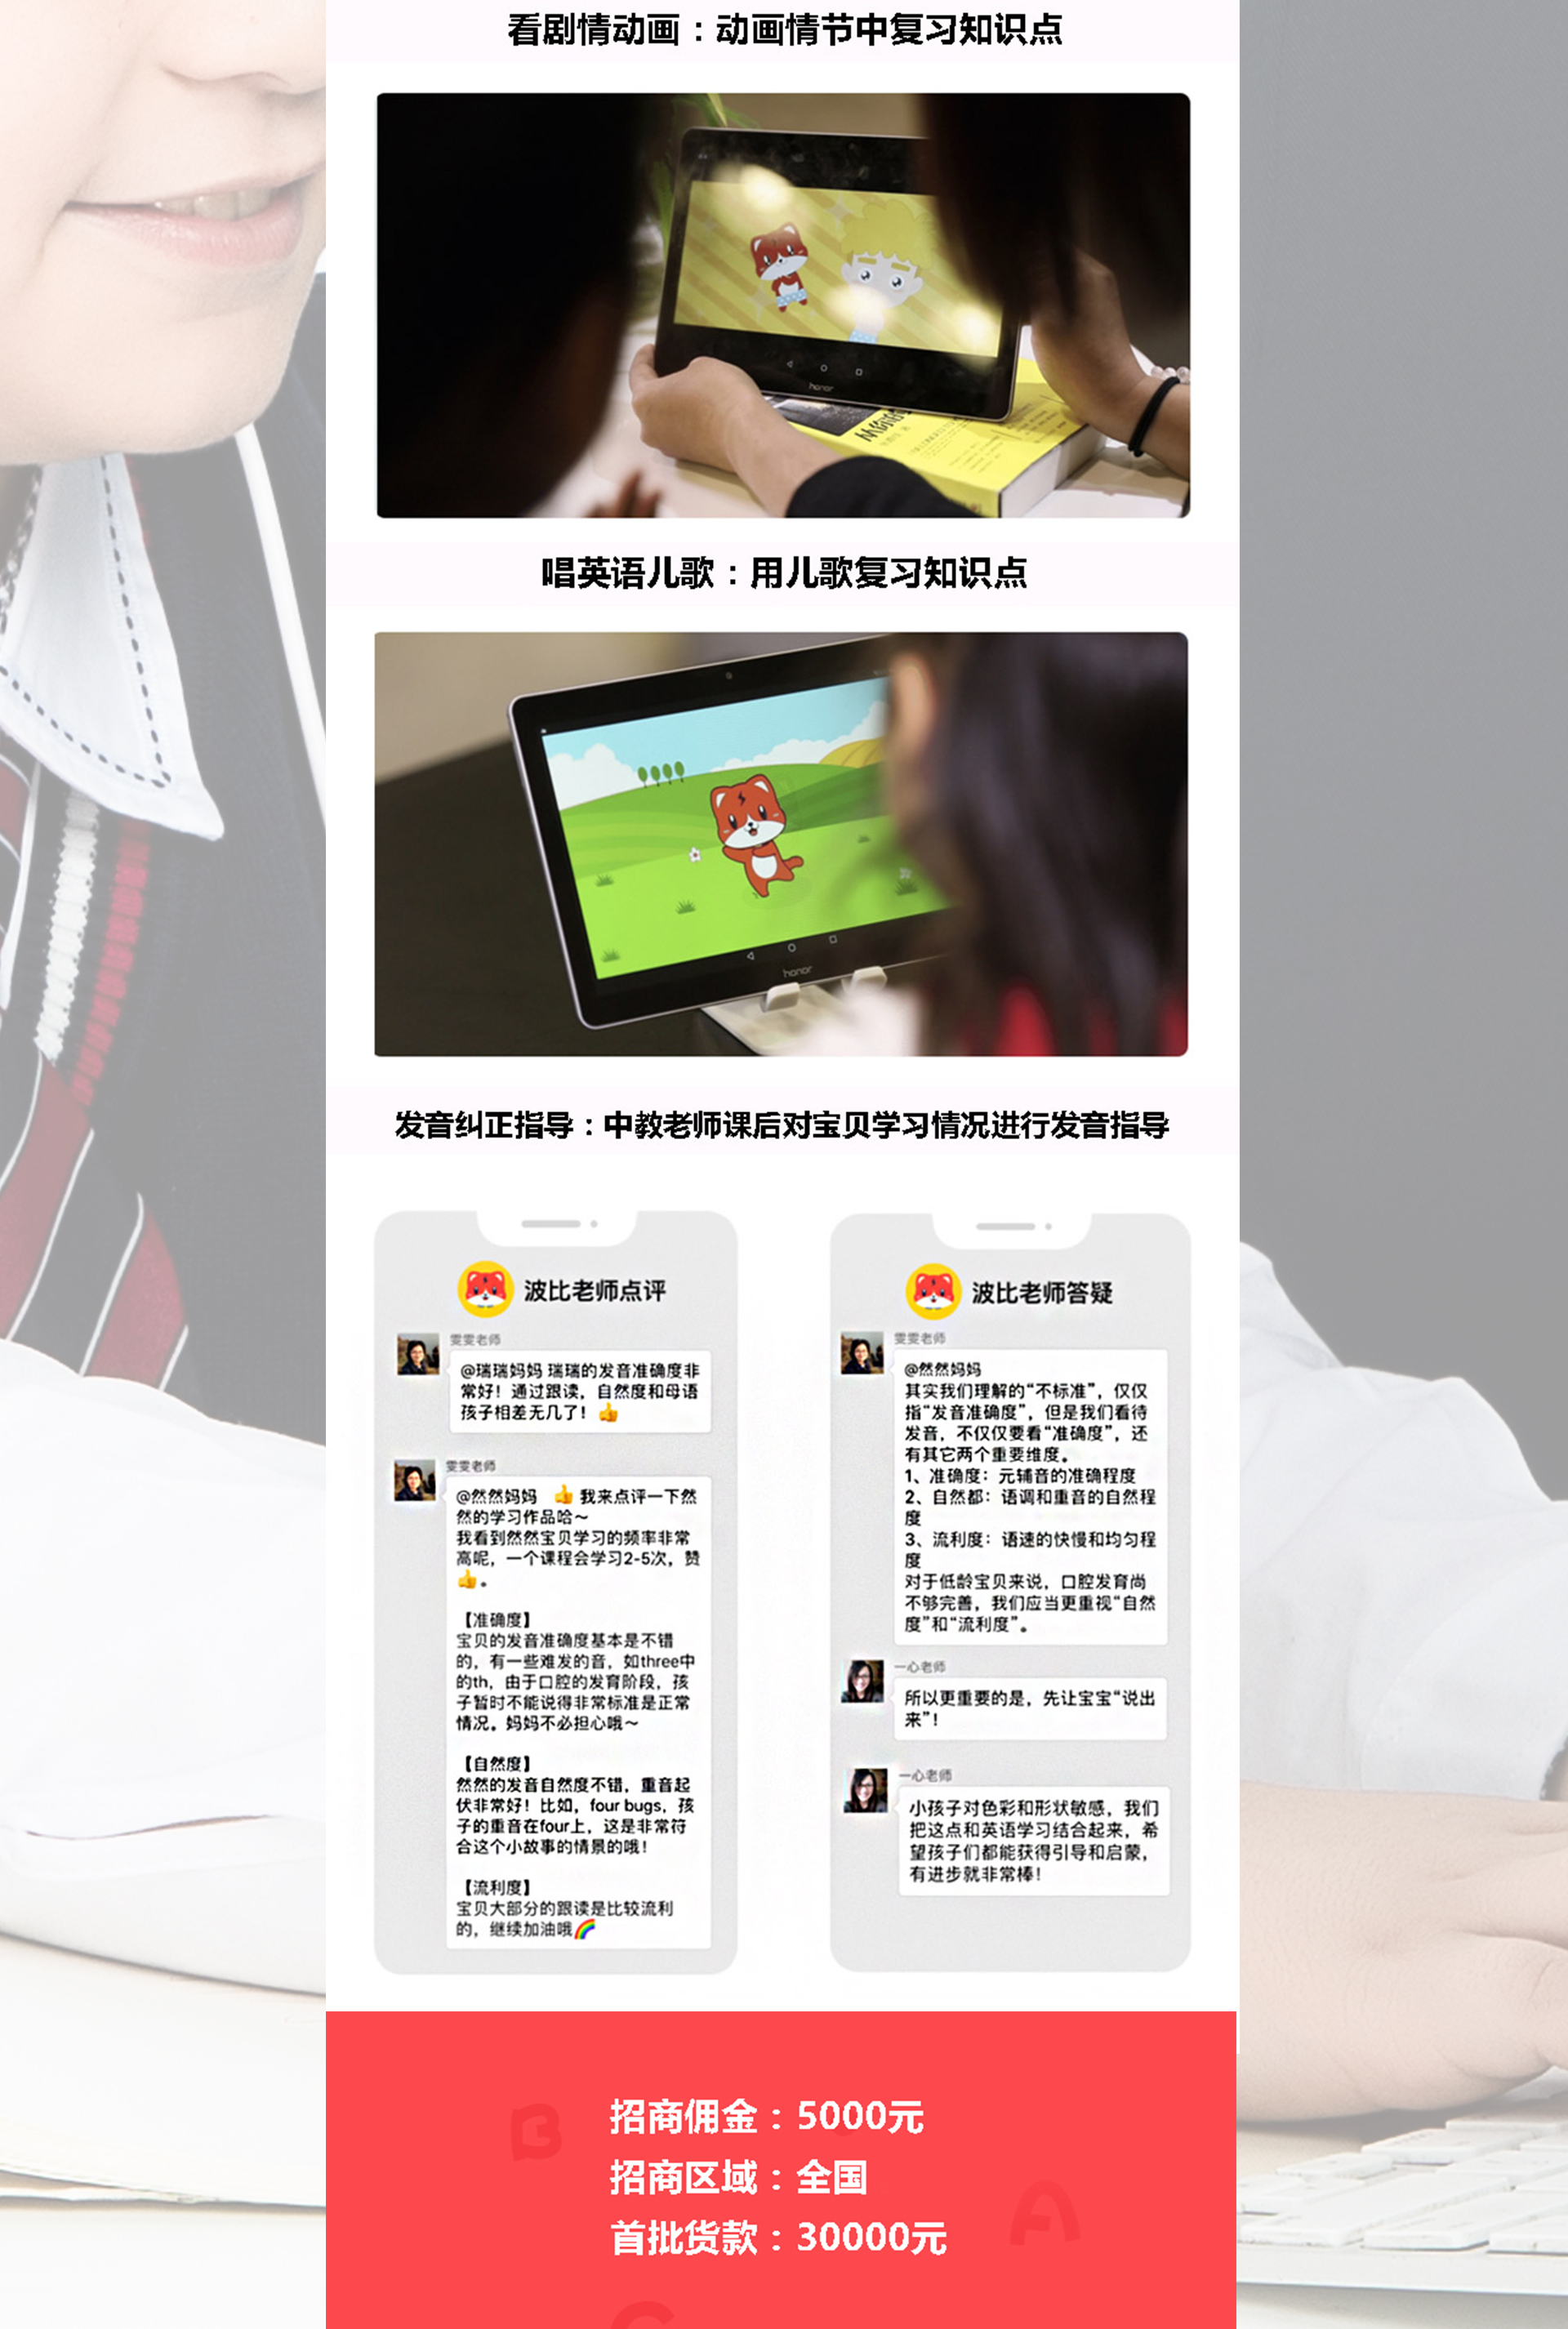 看剧情动画：动画情节中复习知识点
honor
唱英语儿歌：用儿歌复习知识点
honor
发音纠正指导：中教老师课后对宝贝学习情况进行发音指导
波比老师点评
雯雯老师
@瑞瑞妈妈 瑞瑞的发音准确度非
常好！通过跟读，自然度和母语
孩子相差无几了！👍
雯雯老师
@然然妈妈 👍 我来点评一下然
然的学习作品哈～
我看到然然宝贝学习的频率非常
高呢，一个课程会学习2-5次，赞
👍。
【准确度】
宝贝的发音准确度基本是不错
的，有一些难发的音，如three中
的th，由于口腔的发育阶段，孩
子暂时不能说得非常标准是正常
情况。妈妈不必担心哦～
【自然度】
然然的发音自然度不错，重音起
伏非常好！比如，four bugs，孩
子的重音在four上，这是非常符
合这个小故事的情景的哦！
【流利度】
宝贝大部分的跟读是比较流利
的，继续加油哦🌈
波比老师答疑
雯雯老师
@然然妈妈
其实我们理解的“不标准”，仅仅
指“发音准确度”，但是我们看待
发音，不仅仅要看“准确度”，还
有其它两个重要维度。
1、准确度：元辅音的准确程度
2、自然都：语调和重音的自然程
度
3、流利度：语速的快慢和均匀程
度
对于低龄宝贝来说，口腔发育尚
不够完善，我们应当更重视“自然
度”和“流利度”。
一心老师
所以更重要的是，先让宝宝“说出
来”！
一心老师
小孩子对色彩和形状敏感，我们
把这点和英语学习结合起来，希
望孩子们都能获得引导和启蒙，
有进步就非常棒！
招商佣金：5000元
招商区域：全国
首批货款：30000元
B
A
C